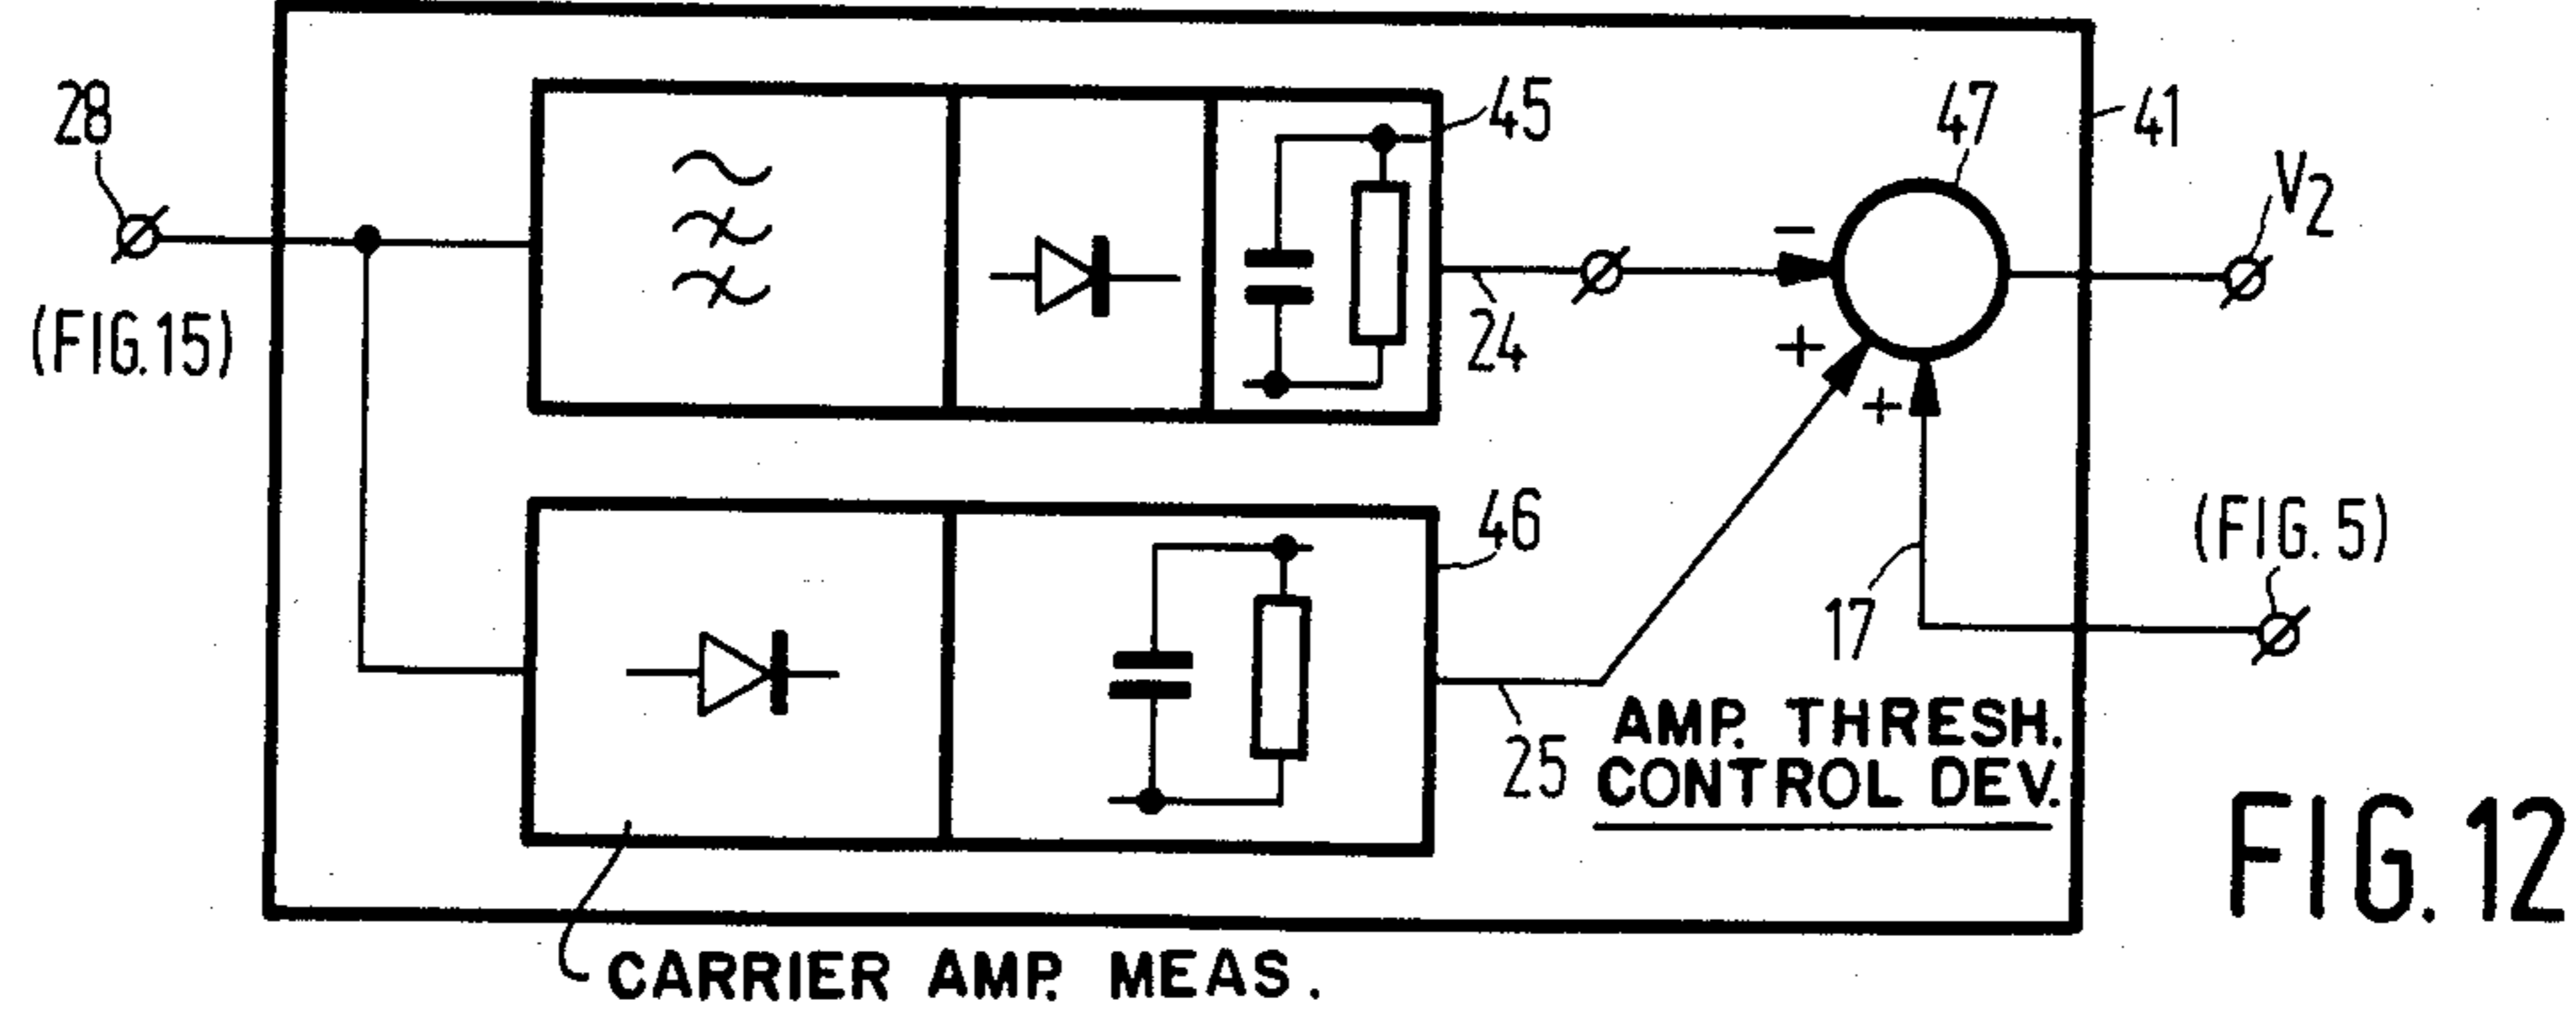 28
(FIG.15)
45
47
41
V2
24
−
+
+
46
17
(FIG. 5)
25
AMP. THRESH.
CONTROL DEV.
CARRIER AMP. MEAS.
FIG. 12